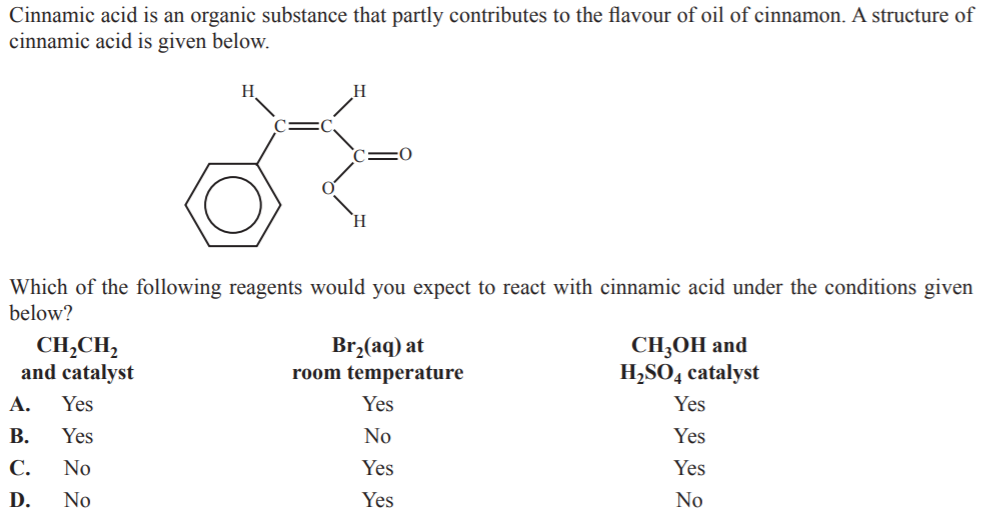 Cinnamic acid is an organic substance that partly contributes to the flavour of oil of cinnamon. A structure of
cinnamic acid is given below.
H H
C=C
C=O
O
H
Which of the following reagents would you expect to react with cinnamic acid under the conditions given
below?
CH₂CH₂ Br₂(aq) at CH₃OH and
and catalyst room temperature H₂SO₄ catalyst
A. Yes Yes Yes
B. Yes No Yes
C. No Yes Yes
D. No Yes No